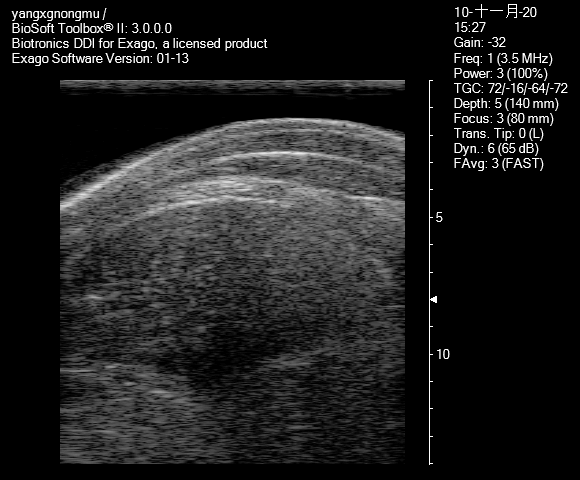 yangxgnongmu /
BioSoft Toolbox® II: 3.0.0.0
Biotronics DDI for Exago, a licensed product
Exago Software Version: 01-13
10-十一月-20
15:27
Gain: -32
Freq: 1 (3.5 MHz)
Power: 3 (100%)
TGC: 72/-16/-64/-72
Depth: 5 (140 mm)
Focus: 3 (80 mm)
Trans. Tip: 0 (L)
Dyn.: 6 (65 dB)
FAvg: 3 (FAST)
5
10